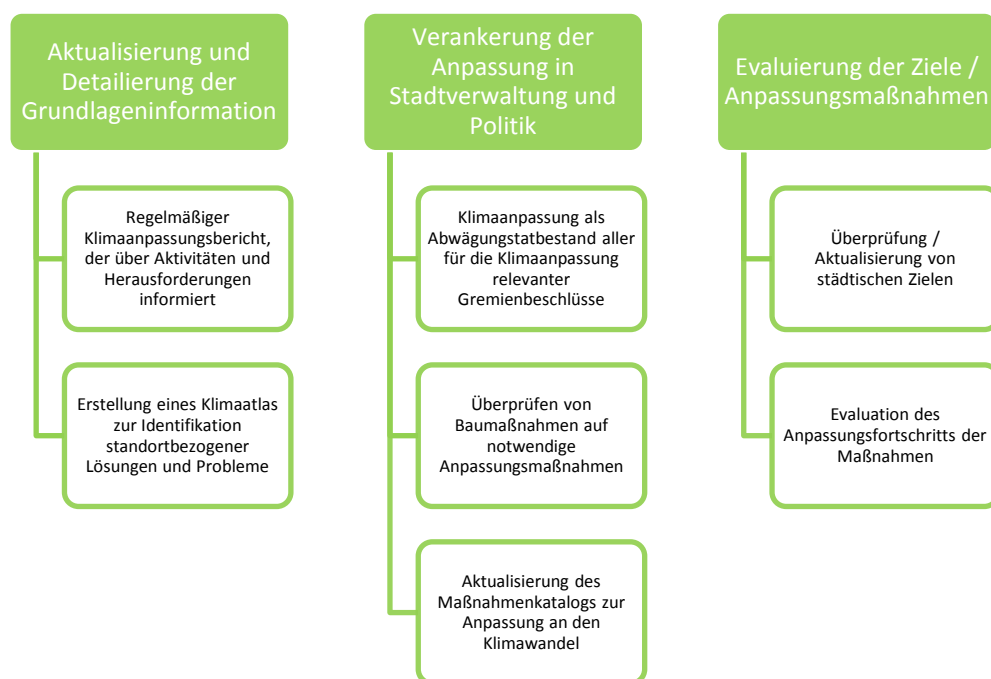 Aktualisierung und
Detailierung der
Grundlageninformation
Regelmäßiger
Klimaanpassungsbericht,
der über Aktivitäten und
Herausforderungen
informiert
Erstellung eines Klimaatlas
zur Identifikation
standortbezogener
Lösungen und Probleme
Verankerung der
Anpassung in
Stadtverwaltung und
Politik
Klimaanpassung als
Abwägungstatbestand aller
für die Klimaanpassung
relevanter
Gremienbeschlüsse
Überprüfen von
Baumaßnahmen auf
notwendige
Anpassungsmaßnahmen
Aktualisierung des
Maßnahmenkatalogs zur
Anpassung an den
Klimawandel
Evaluierung der Ziele /
Anpassungsmaßnahmen
Überprüfung /
Aktualisierung von
städtischen Zielen
Evaluation des
Anpassungsfortschritts der
Maßnahmen